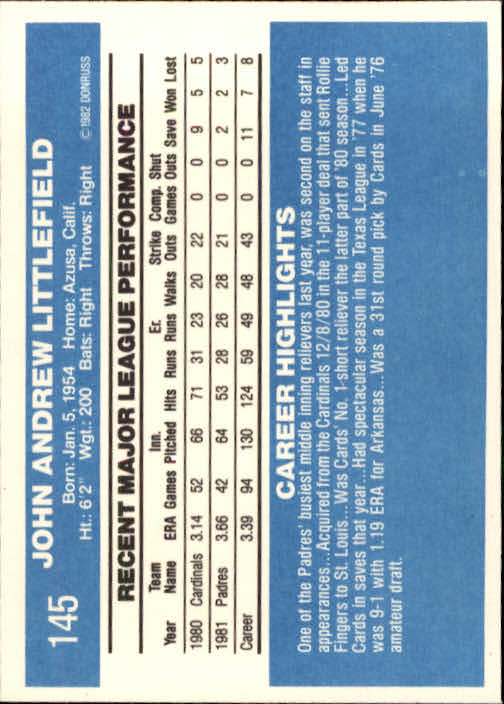 145
JOHN ANDREW LITTLEFIELD
Born: Jan. 5, 1954 Home: Azusa, Calif.
Ht.: 6'2" Wgt.: 200 Bats: Right Throws: Right
©1982 DONRUSS
RECENT MAJOR LEAGUE PERFORMANCE
Team Inn. Er. Strike Comp. Shut
Year Name ERA Games Pitched Hits Runs Runs Walks Outs Games Outs Save Won Lost
1980 Cardinals 3.14 52 66 71 31 23 20 22 0 0 9 5 5
1981 Padres 3.66 42 64 53 28 26 28 21 0 0 2 2 3
Career 3.39 94 130 124 59 49 48 43 0 0 11 7 8
CAREER HIGHLIGHTS
One of the Padres' busiest middle inning relievers last year, was second on the staff in
appearances...Acquired from the Cardinals 12/8/80 in the 11-player deal that sent Rollie
Fingers to St. Louis...Was Cards' No. 1-short reliever the latter part of '80 season...Led
Cards in saves that year...Had spectacular season in the Texas League in '77 when he
was 9-1 with 1.19 ERA for Arkansas...Was a 31st round pick by Cards in June '76
amateur draft.